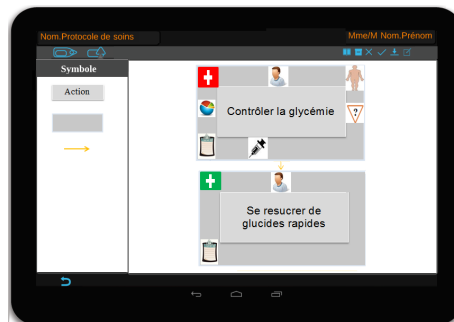 Nom.Protocole de soins
Mme/M Nom.Prénom
Symbole
Action
Contrôler la glycémie
?
Se resucrer de
glucides rapides